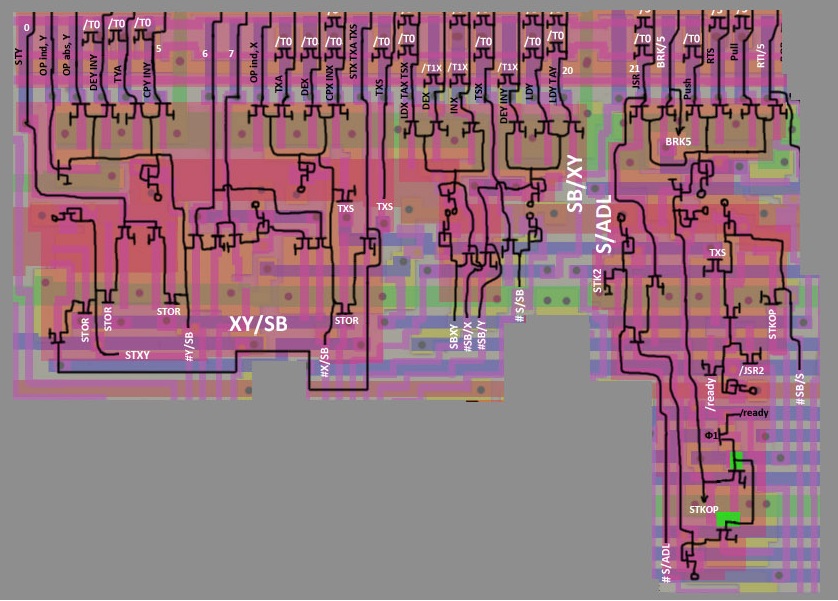 0
STY
OP ind, Y
OP abs, Y
/T0
DEY INY
/T0
TYA
/T0
CPY INY
5
6
7
OP ind, X
/T0
TXA
/T0
DEX
/T0
CPX INX
STX TXA TXS
/T0
TXS
/T0
LDX TAX TSX
/T1X
DEX
/T1X
INX
/T0
TSX
/T1X
DEY INY
/T0
LDY
/T0
LDY TAY
20
/T0
21
JSR
BRK/5
/T0
Push
RTS
Pull
RTI/5
BRK5
SB/XY
S/ADL
TXS
TXS
TXS
STK2
STOR
STOR
STOR
XY/SB
STOR
STXY
#Y/SB
#X/SB
SBXY
#SB/X
#SB/Y
# S/SB
STKOP
/JSR2
/ready
#SB/S
/ready
Φ1
STKOP
# S/ADL